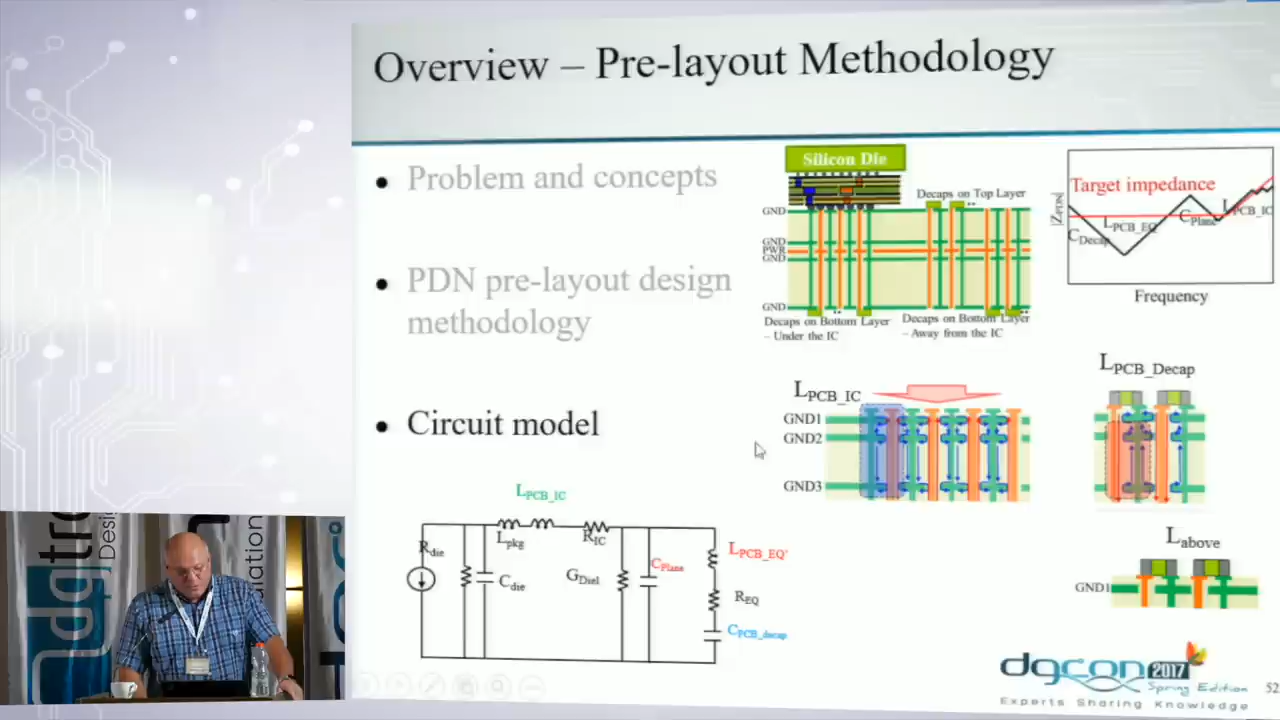 Overview – Pre-layout Methodology
• Problem and concepts
• PDN pre-layout design
methodology
• Circuit model
Silicon Die
Decaps on Top Layer
GND
GND
PWR
GND
GND
Decaps on Bottom Layer
– Under the IC
Decaps on Bottom Layer
– Away from the IC
|ZPDN|
Target impedance
CDecap
LPCB_EQ
CPlane
LPCB_IC
Frequency
LPCB_IC
GND1
GND2
GND3
LPCB_Decap
Labove
GND1
LPCB_IC
Rdie
Lpkg
RIC
Cdie
GDiel
CPlane
LPCB_EQ'
REQ
CPCB_decap
dgcon 2017
Spring Edition
Experts Sharing Knowledge
52
dgtro
Desi